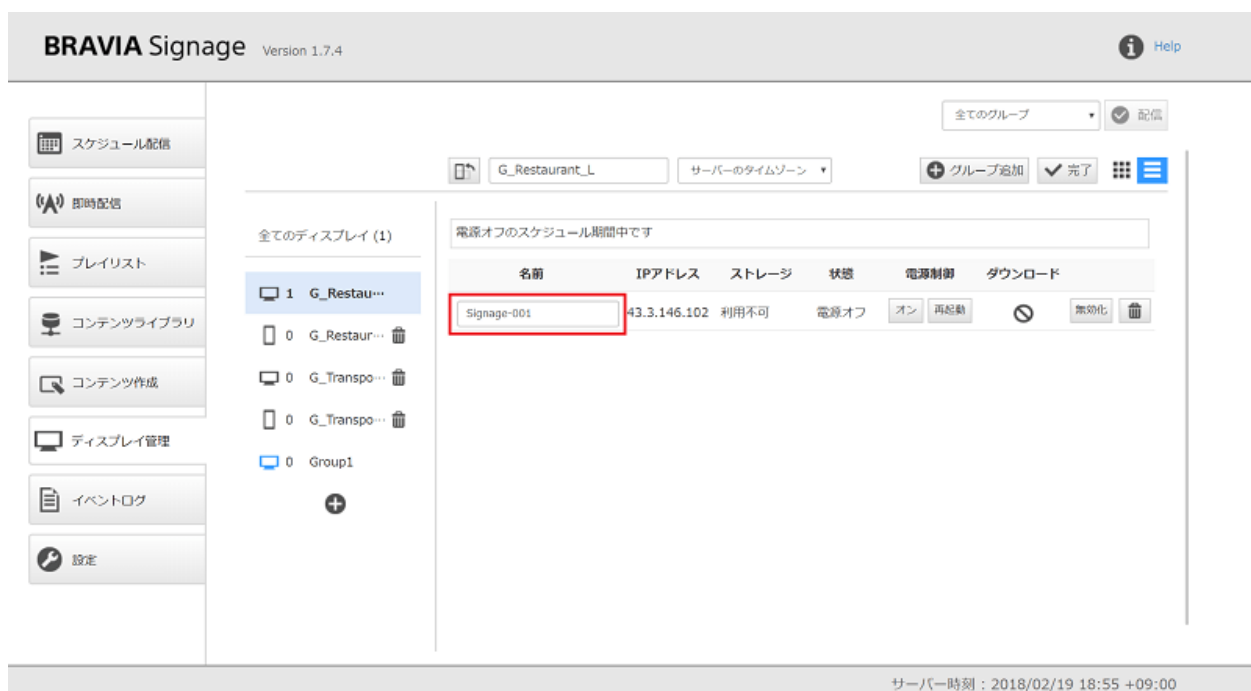 BRAVIA Signage Version 1.7.4
Help
スケジュール配信
即時配信
プレイリスト
コンテンツライブラリ
コンテンツ作成
ディスプレイ管理
イベントログ
設定
全てのグループ 配信
G_Restaurant_L サーバーのタイムゾーン グループ追加 完了
全てのディスプレイ (1)
1 G_Restau…
0 G_Restaur…
0 G_Transpo…
0 G_Transpo…
0 Group1
電源オフのスケジュール期間中です
名前 IPアドレス ストレージ 状態 電源制御 ダウンロード
Signage-001 43.3.146.102 利用不可 電源オフ オン 再起動 無効化
サーバー時刻 : 2018/02/19 18:55 +09:00